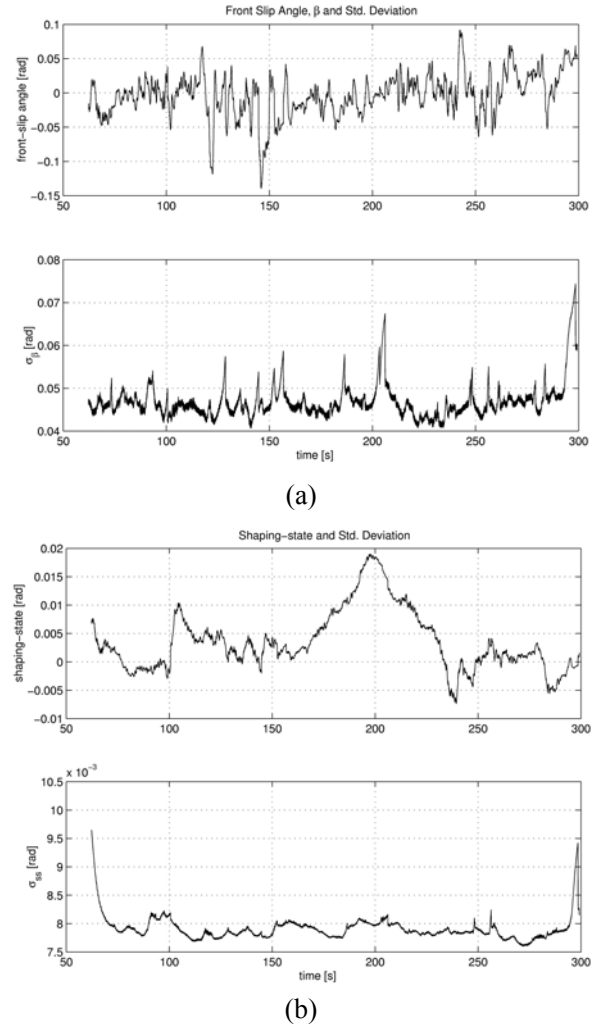 Front Slip Angle, β and Std. Deviation
0.1
0.05
0
−0.05
−0.1
−0.15
front−slip angle [rad]
50 100 150 200 250 300
0.08
0.07
0.06
0.05
0.04
σβ [rad]
50 100 150 200 250 300
time [s]
(a)
Shaping−state and Std. Deviation
0.02
0.015
0.01
0.005
0
−0.005
−0.01
shaping−state [rad]
50 100 150 200 250 300
x 10−3
10.5
10
9.5
9
8.5
8
7.5
σss [rad]
50 100 150 200 250 300
time [s]
(b)